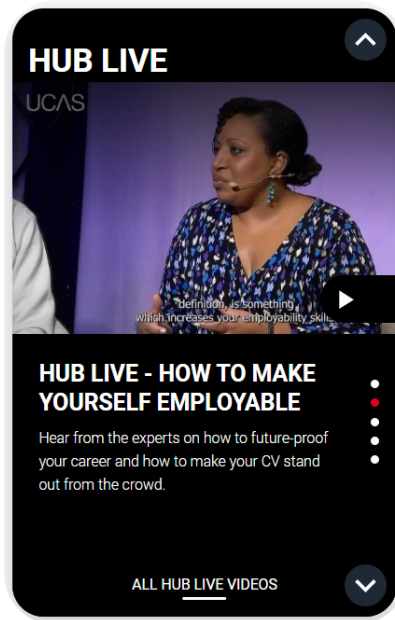 HUB LIVE
UCAS
definition, is something
which increases your employability skills
HUB LIVE - HOW TO MAKE
YOURSELF EMPLOYABLE
Hear from the experts on how to future-proof
your career and how to make your CV stand
out from the crowd.
ALL HUB LIVE VIDEOS